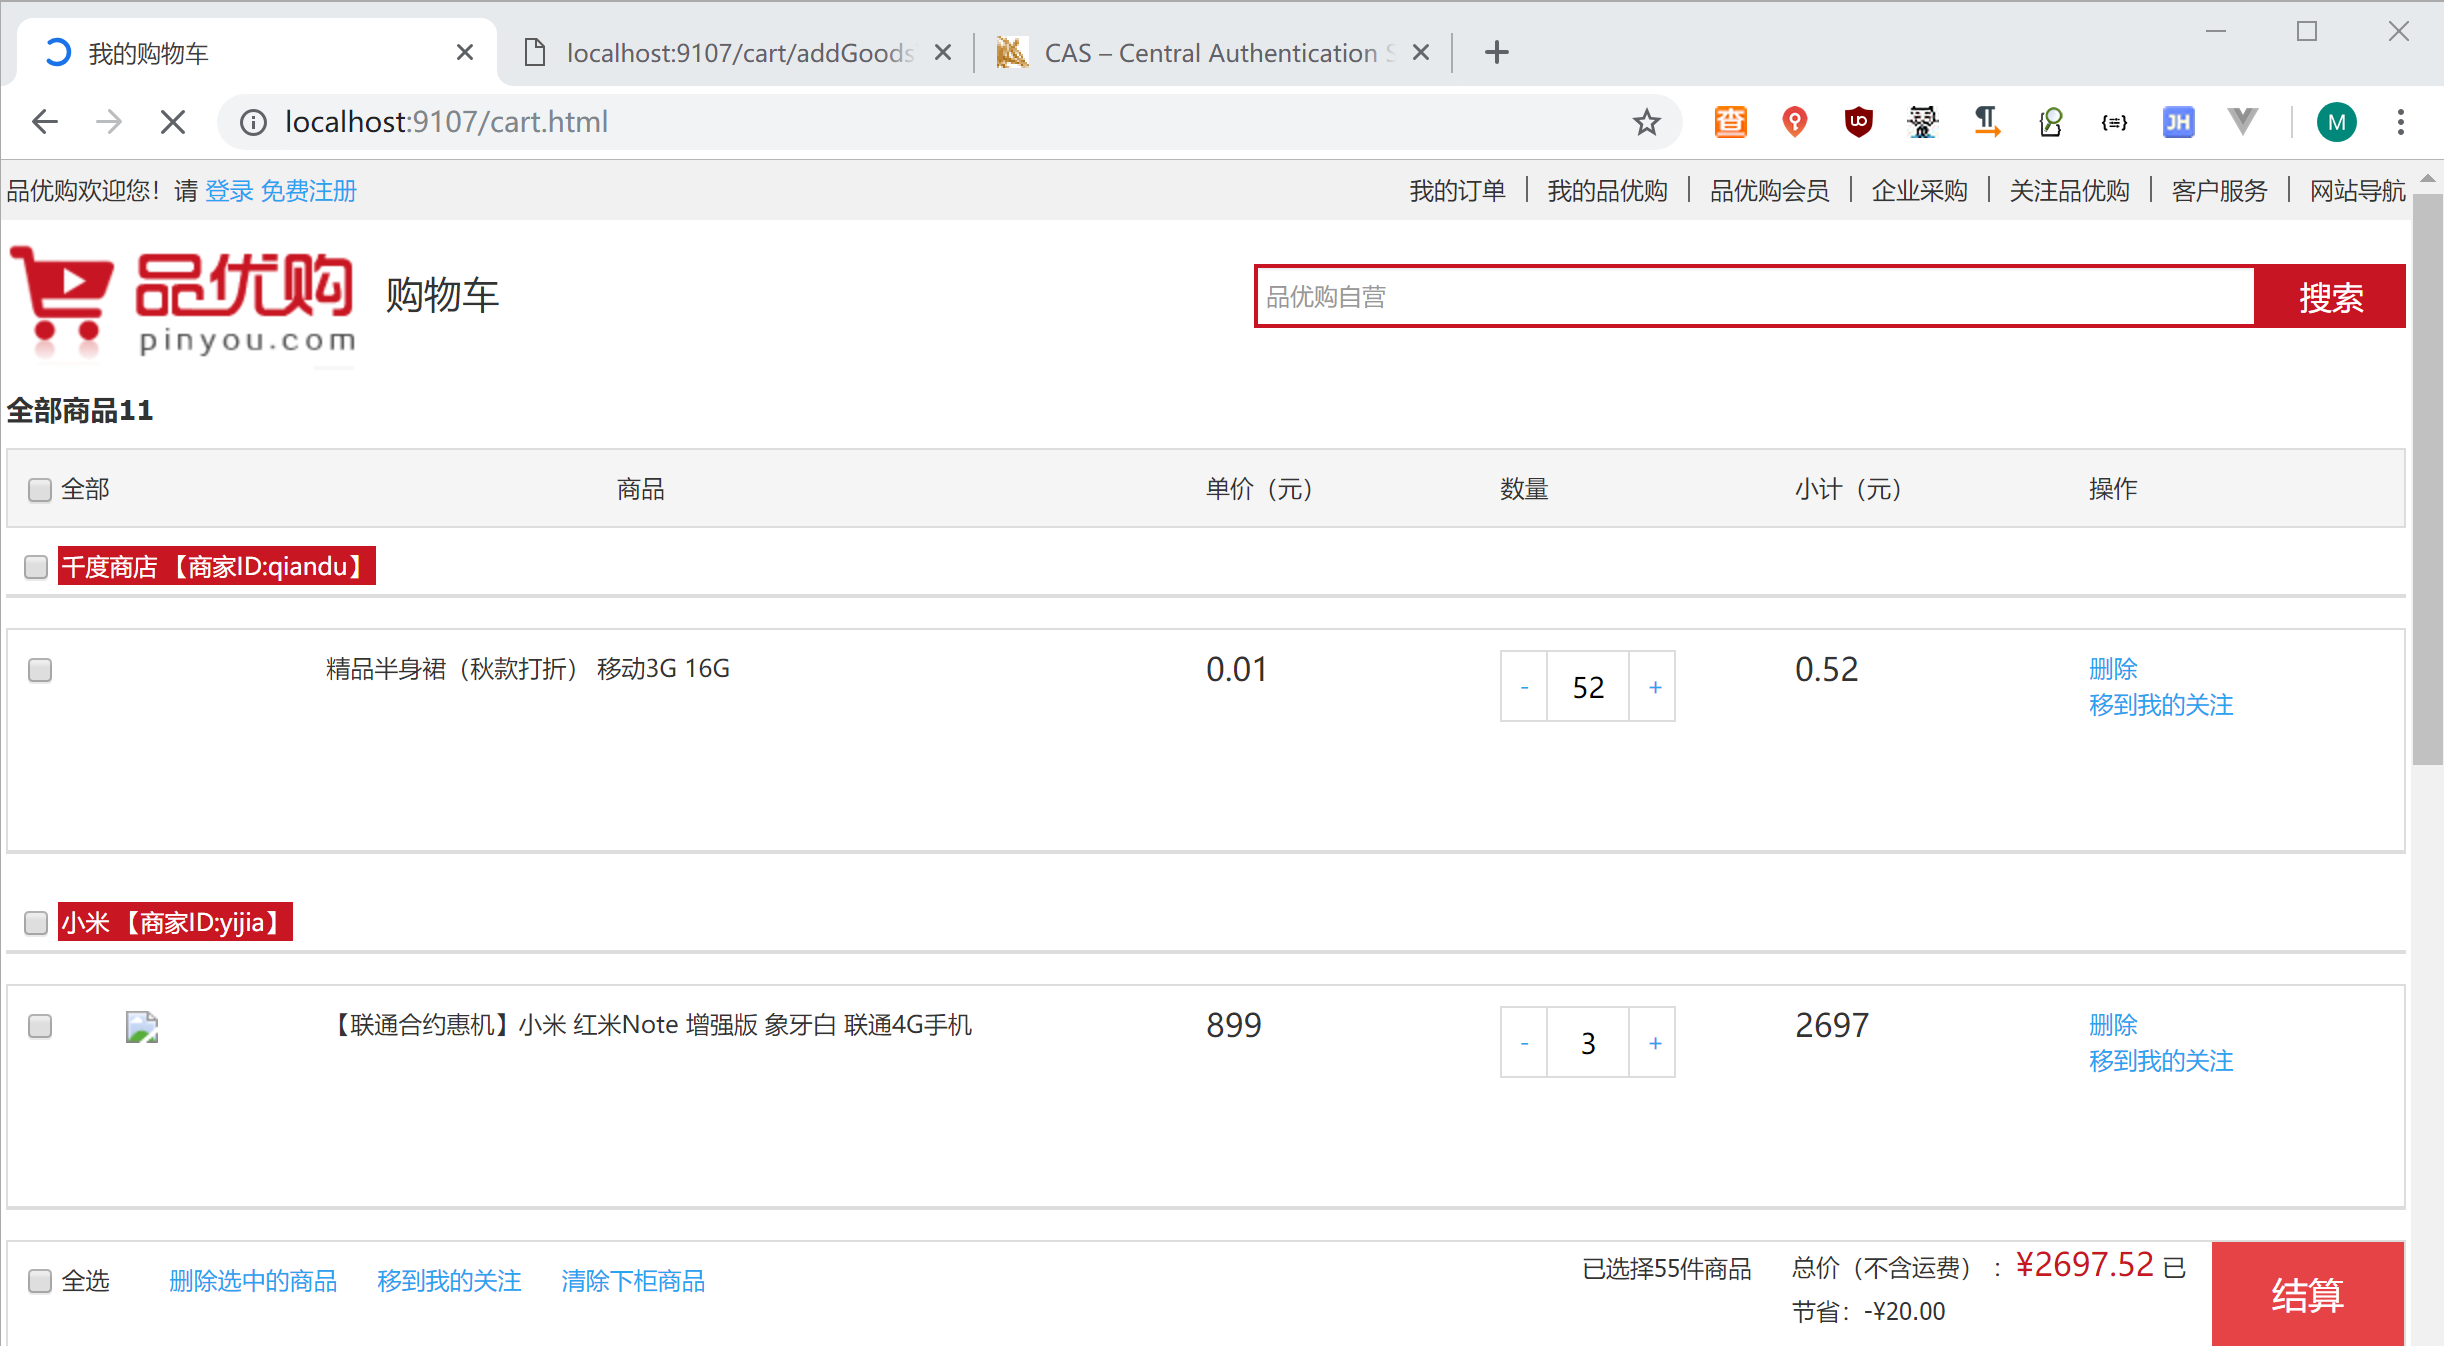 我的购物车
localhost:9107/cart/addGoods
CAS – Central Authentication S
localhost:9107/cart.html
M
品优购欢迎您！请 登录 免费注册
我的订单 我的品优购 品优购会员 企业采购 关注品优购 客户服务 网站导航
品优购
pinyou.com
购物车
品优购自营
搜索
全部商品11
全部 商品 单价（元） 数量 小计（元） 操作
千度商店 【商家ID:qiandu】
精品半身裙（秋款打折） 移动3G 16G 0.01 - 52 + 0.52 删除
移到我的关注
小米 【商家ID:yijia】
【联通合约惠机】小米 红米Note 增强版 象牙白 联通4G手机 899 - 3 + 2697 删除
移到我的关注
全选 删除选中的商品 移到我的关注 清除下柜商品 已选择55件商品 总价（不含运费） ：¥2697.52 已
节省：-¥20.00
结算